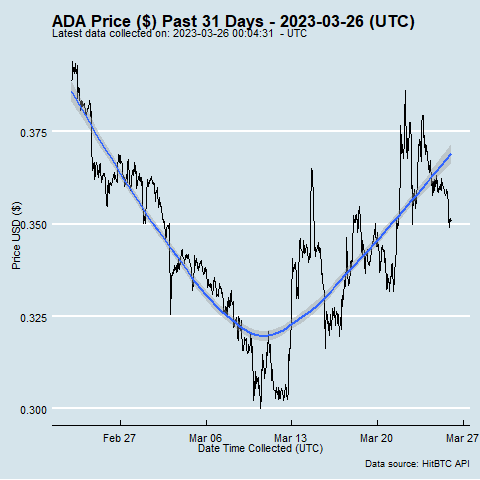 ADA Price ($) Past 31 Days - 2023-03-26 (UTC)
Latest data collected on: 2023-03-26 00:04:31 - UTC
0.375
0.350
0.325
0.300
Price USD ($)
Feb 27
Mar 06
Mar 13
Mar 20
Mar 27
Date Time Collected (UTC)
Data source: HitBTC API